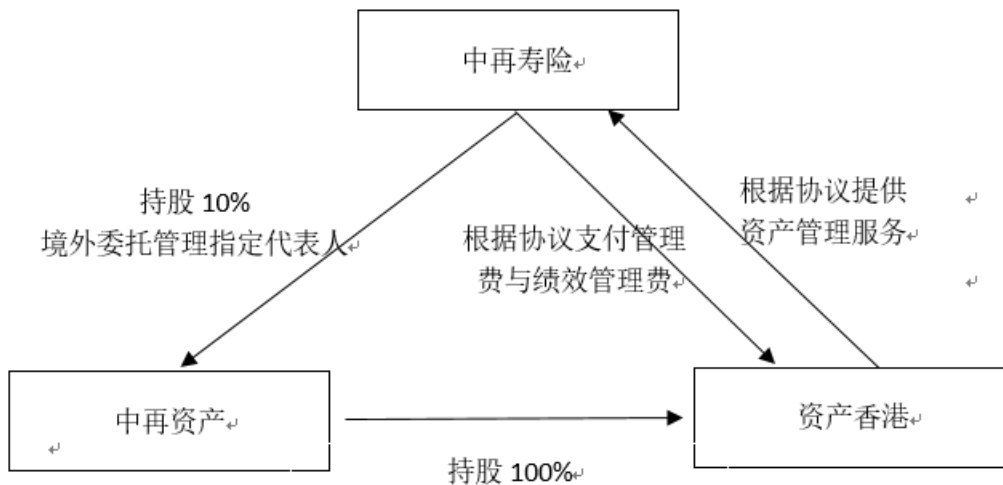 中再寿险
持股 10%
境外委托管理指定代表人
根据协议支付管理
费与绩效管理费
根据协议提供
资产管理服务
中再资产
资产香港
持股 100%